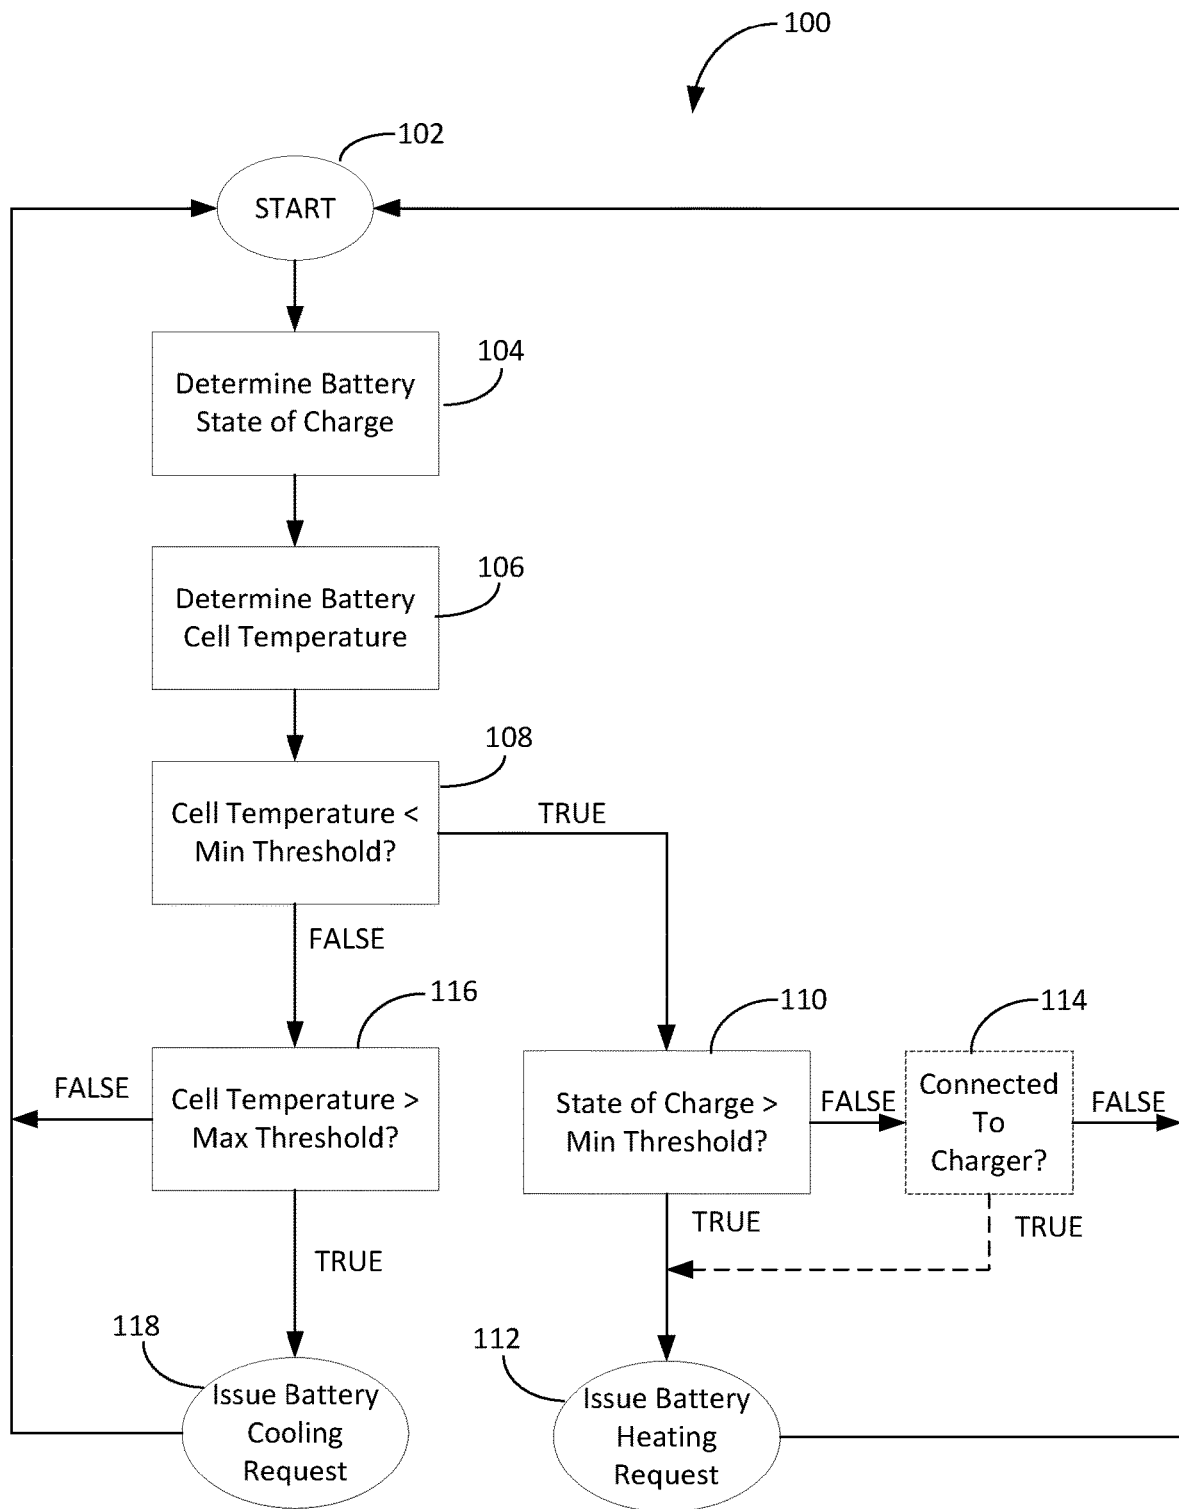 100
102
START
104
Determine Battery
State of Charge
106
Determine Battery
Cell Temperature
108
Cell Temperature <
Min Threshold?
TRUE
FALSE
116
110
114
FALSE
Cell Temperature >
Max Threshold?
State of Charge >
Min Threshold?
FALSE
Connected
To
Charger?
FALSE
TRUE
TRUE
TRUE
118
112
Issue Battery
Cooling
Request
Issue Battery
Heating
Request